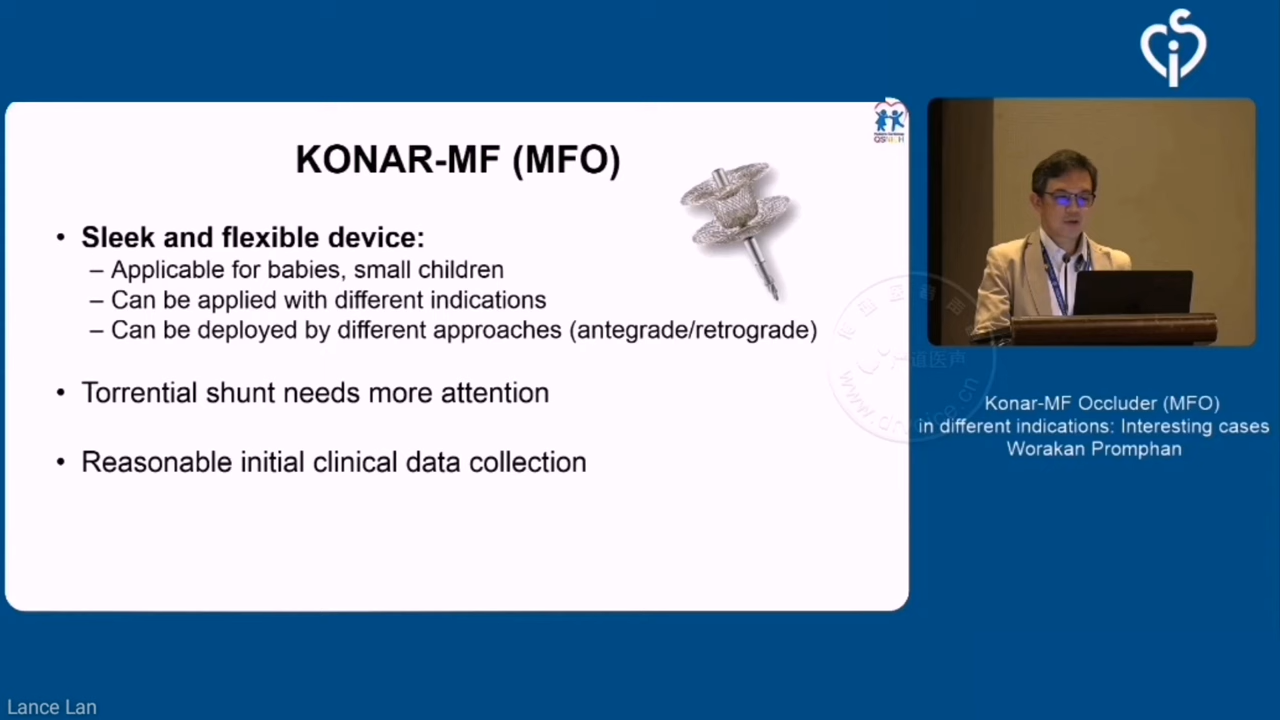 KONAR-MF (MFO)
• Sleek and flexible device:
– Applicable for babies, small children
– Can be applied with different indications
– Can be deployed by different approaches (antegrade/retrograde)
• Torrential shunt needs more attention
• Reasonable initial clinical data collection
Konar-MF Occluder (MFO)
in different indications: Interesting cases
Worakan Promphan
Lance Lan